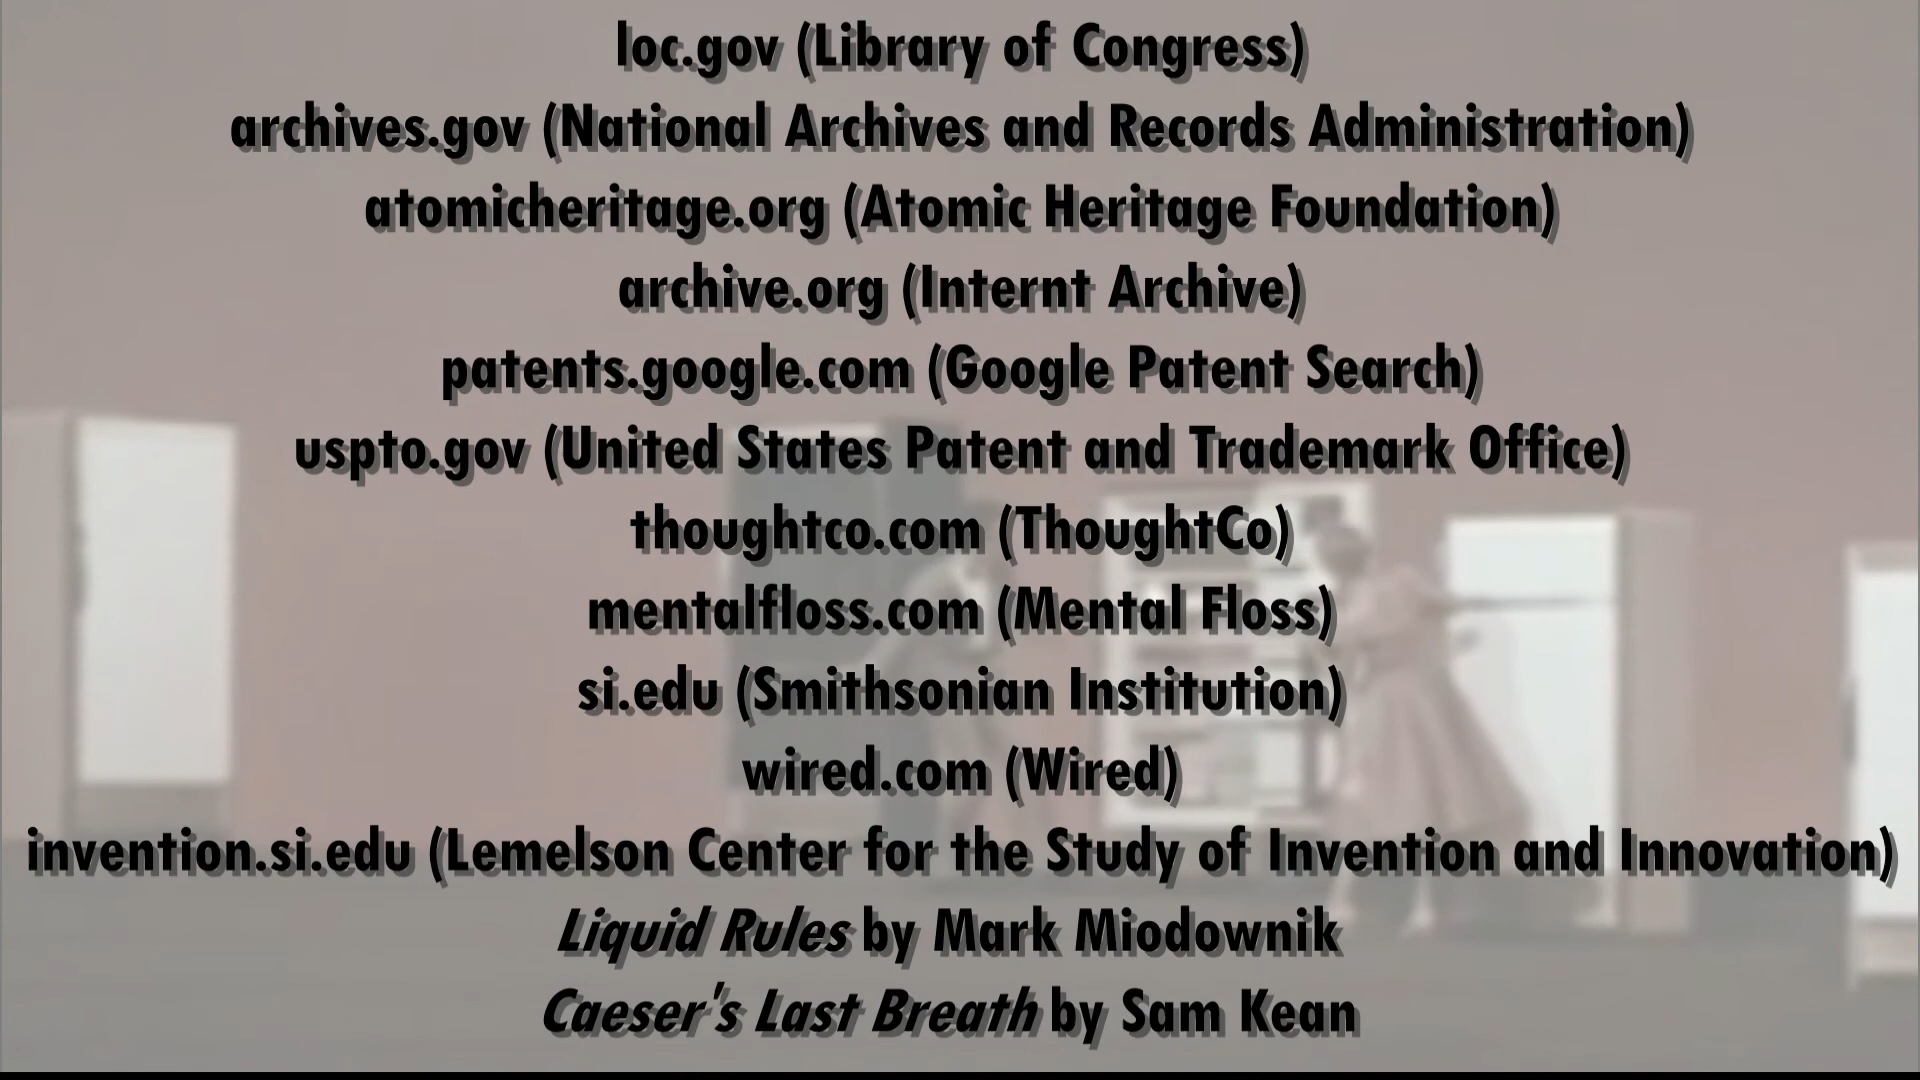 loc.gov (Library of Congress)
archives.gov (National Archives and Records Administration)
atomicheritage.org (Atomic Heritage Foundation)
archive.org (Internt Archive)
patents.google.com (Google Patent Search)
uspto.gov (United States Patent and Trademark Office)
thoughtco.com (ThoughtCo)
mentalfloss.com (Mental Floss)
si.edu (Smithsonian Institution)
wired.com (Wired)
invention.si.edu (Lemelson Center for the Study of Invention and Innovation)
Liquid Rules by Mark Miodownik
Caeser's Last Breath by Sam Kean